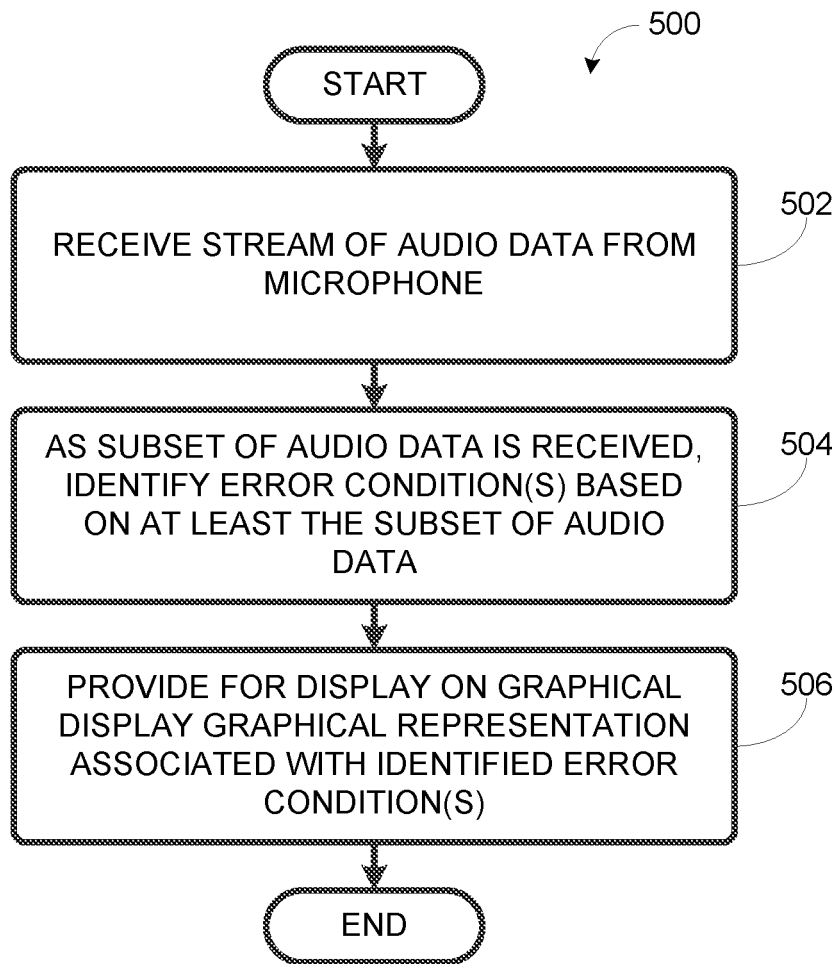 500
START
RECEIVE STREAM OF AUDIO DATA FROM
MICROPHONE
502
AS SUBSET OF AUDIO DATA IS RECEIVED,
IDENTIFY ERROR CONDITION(S) BASED
ON AT LEAST THE SUBSET OF AUDIO
DATA
504
PROVIDE FOR DISPLAY ON GRAPHICAL
DISPLAY GRAPHICAL REPRESENTATION
ASSOCIATED WITH IDENTIFIED ERROR
CONDITION(S)
506
END